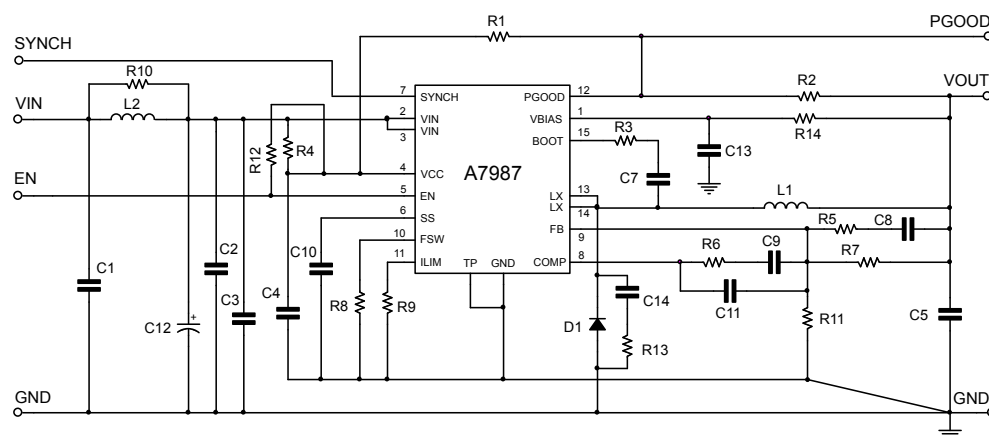 R1
PGOOD
SYNCH
R10
R2
VOUT
7
SYNCH
PGOOD
12
VIN
L2
2
VIN
VBIAS
1
R14
VIN
3
BOOT
15
R3
R12
R4
C13
4
VCC
A7987
C7
EN
5
EN
LX
13
L1
LX
14
6
SS
R5
C8
10
FSW
FB
9
C2
C10
R6
C9
R7
11
ILIM
TP
GND
COMP
8
C1
C3
C4
R8
R9
C14
C11
C12
+
D1
R11
C5
R13
GND
GND